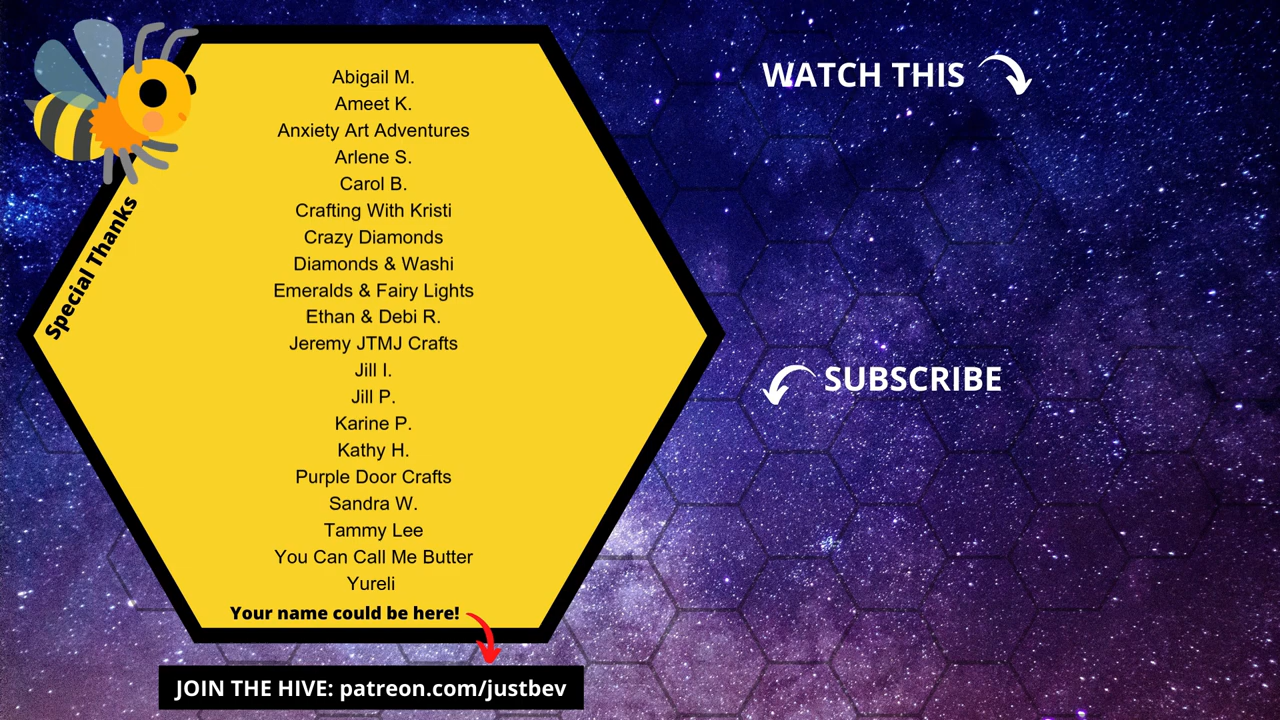 Special Thanks
Abigail M.
Ameet K.
Anxiety Art Adventures
Arlene S.
Carol B.
Crafting With Kristi
Crazy Diamonds
Diamonds & Washi
Emeralds & Fairy Lights
Ethan & Debi R.
Jeremy JTMJ Crafts
Jill I.
Jill P.
Karine P.
Kathy H.
Purple Door Crafts
Sandra W.
Tammy Lee
You Can Call Me Butter
Yureli
Your name could be here!
JOIN THE HIVE: patreon.com/justbev
WATCH THIS
SUBSCRIBE